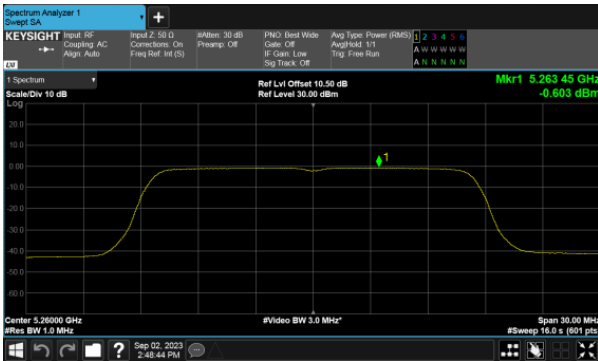 Spectrum Analyzer 1
Swept SA
+
KEYSIGHT Input: RF Input Z: 50 Ω #Atten: 30 dB PNO: Best Wide Avg Type: Power (RMS) 1 2 3 4 5 6
Coupling: AC Corrections: On Preamp: Off Gate: Off Avg|Hold: 1/1 A W W W W W
Align: Auto Freq Ref: Int (S) IF Gain: Low Trig: Free Run
Sig Track: Off A N N N N N
LXI
1 Spectrum Ref Lvl Offset 10.50 dB Mkr1 5.263 45 GHz
Scale/Div 10 dB Ref Level 30.00 dBm -0.603 dBm
Log
20.0
10.0
0.00
1
-10.0
-20.0
-30.0
-40.0
-50.0
-60.0
Center 5.26000 GHz #Video BW 3.0 MHz* Span 30.00 MHz
#Res BW 1.0 MHz #Sweep 16.0 s (601 pts
? Sep 02, 2023
2:48:44 PM